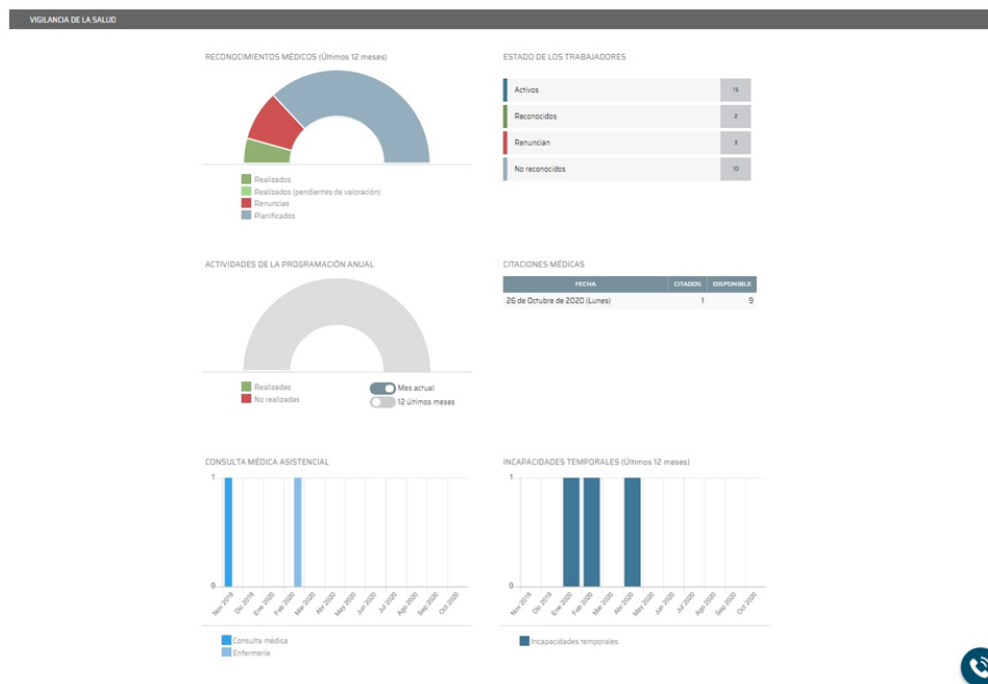 VIGILANCIA DE LA SALUD
RECONOCIMIENTOS MÉDICOS (Últimos 12 meses)
Realizados
Realizados (pendientes de valoración)
Renuncias
Planificados
ESTADO DE LOS TRABAJADORES
Activos 15
Reconocidos 2
Renuncian 3
No reconocidos 10
ACTIVIDADES DE LA PROGRAMACIÓN ANUAL
Realizadas
No realizadas
Mes actual
12 últimos meses
CITACIONES MÉDICAS
FECHA CITADOS DISPONIBLE
26 de Octubre de 2020 (Lunes) 1 9
CONSULTA MÉDICA ASISTENCIAL
1
0
Nov 2019 Dic 2019 Ene 2020 Feb 2020 Mar 2020 Abr 2020 May 2020 Jun 2020 Jul 2020 Ago 2020 Sep 2020 Oct 2020
Consulta médica
Enfermería
INCAPACIDADES TEMPORALES (Últimos 12 meses)
1
0
Nov 2019 Dic 2019 Ene 2020 Feb 2020 Mar 2020 Abr 2020 May 2020 Jun 2020 Jul 2020 Ago 2020 Sep 2020 Oct 2020
Incapacidades temporales